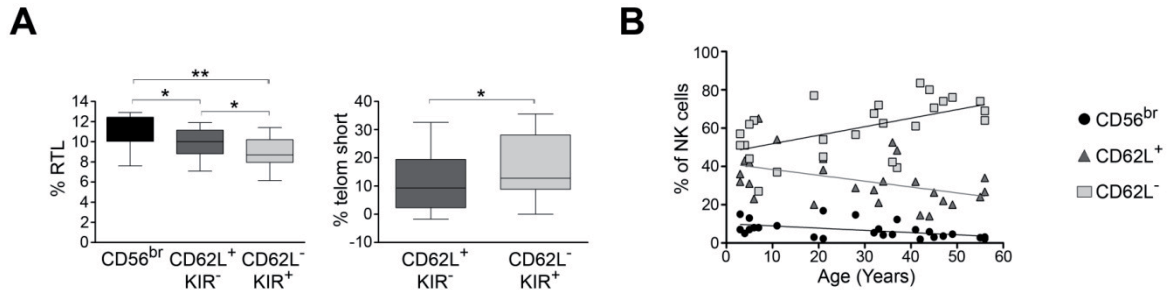 A
B
**
*
*
% RTL
14
12
10
8
6
4
2
0
CD56br
CD62L+
KIR-
CD62L-
KIR+
*
% telom short
40
30
20
10
0
-10
CD62L+
KIR-
CD62L-
KIR+
% of NK cells
100
80
60
40
20
0
0
10
20
30
40
50
60
Age (Years)
CD56br
CD62L+
CD62L-